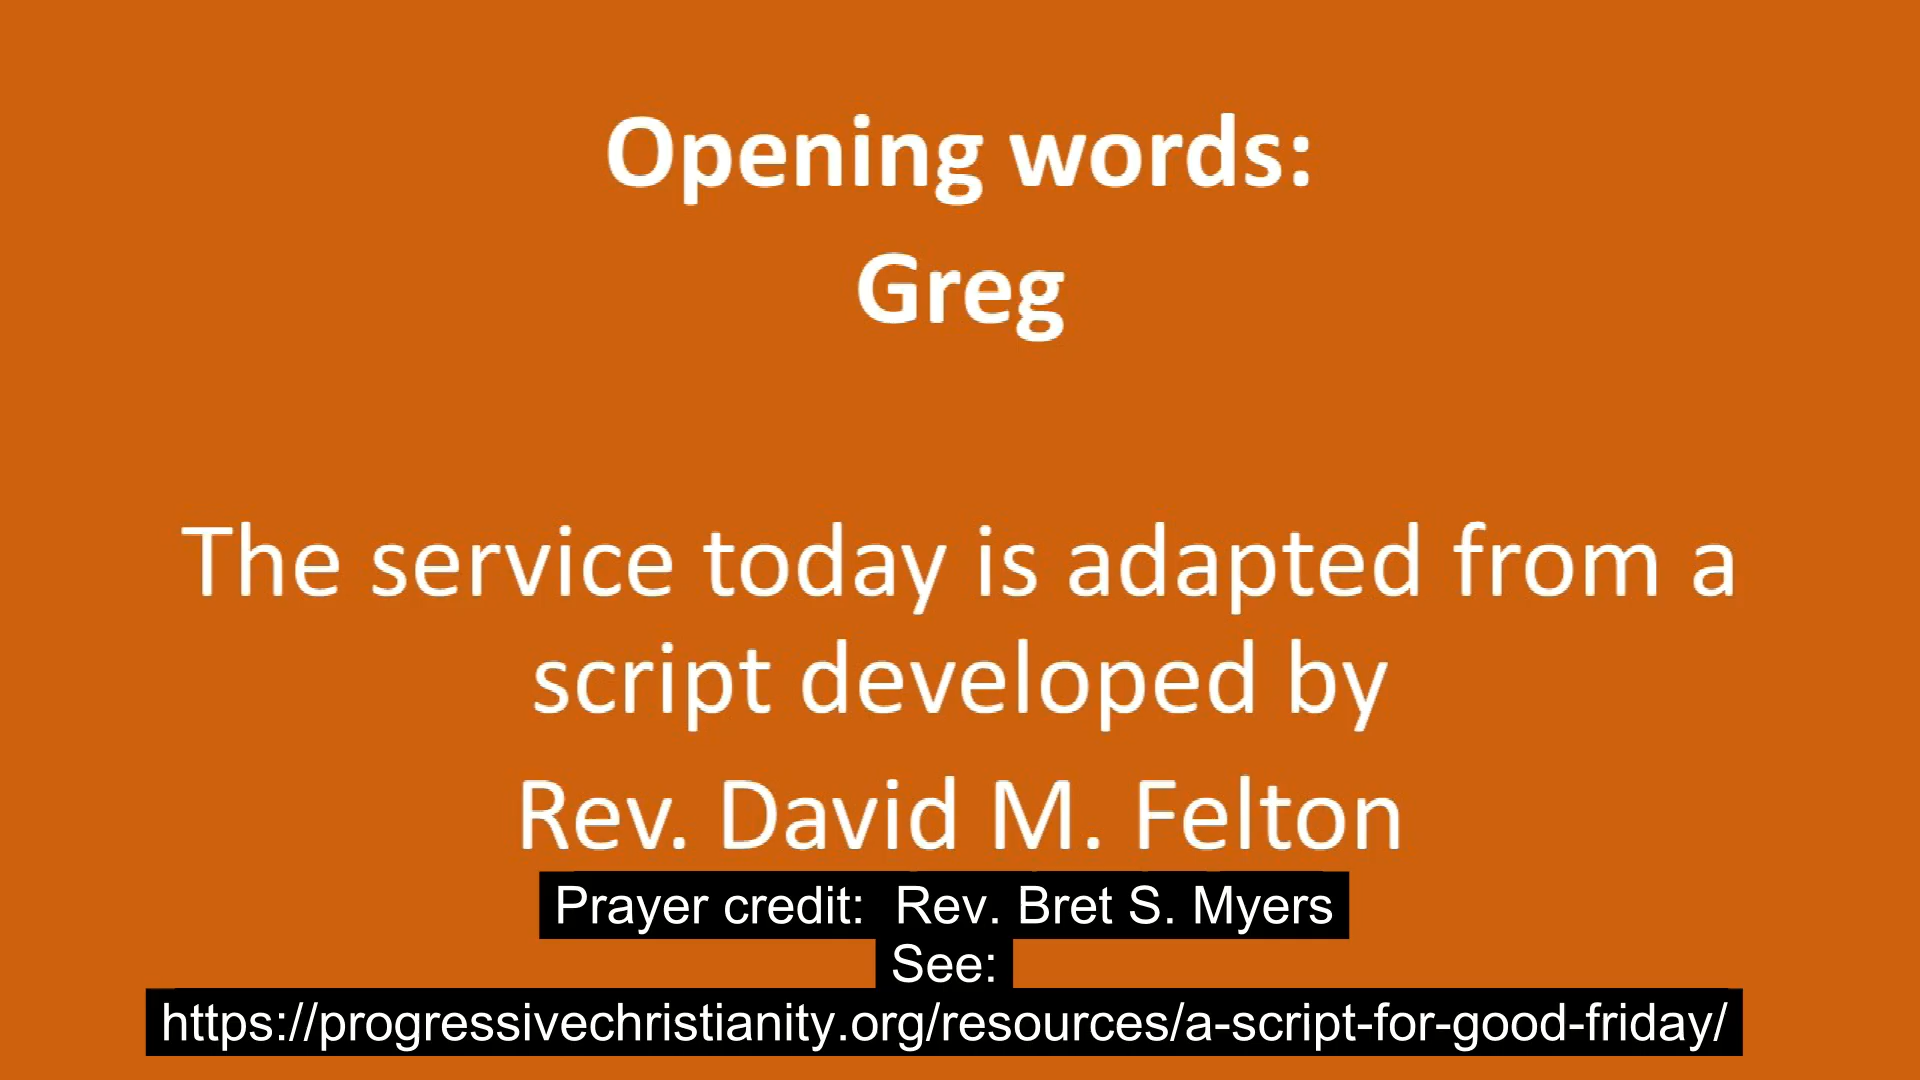 Opening words:
Greg
The service today is adapted from a
script developed by
Rev. David M. Felton
Prayer credit:  Rev. Bret S. Myers
See:
https://progressivechristianity.org/resources/a-script-for-good-friday/